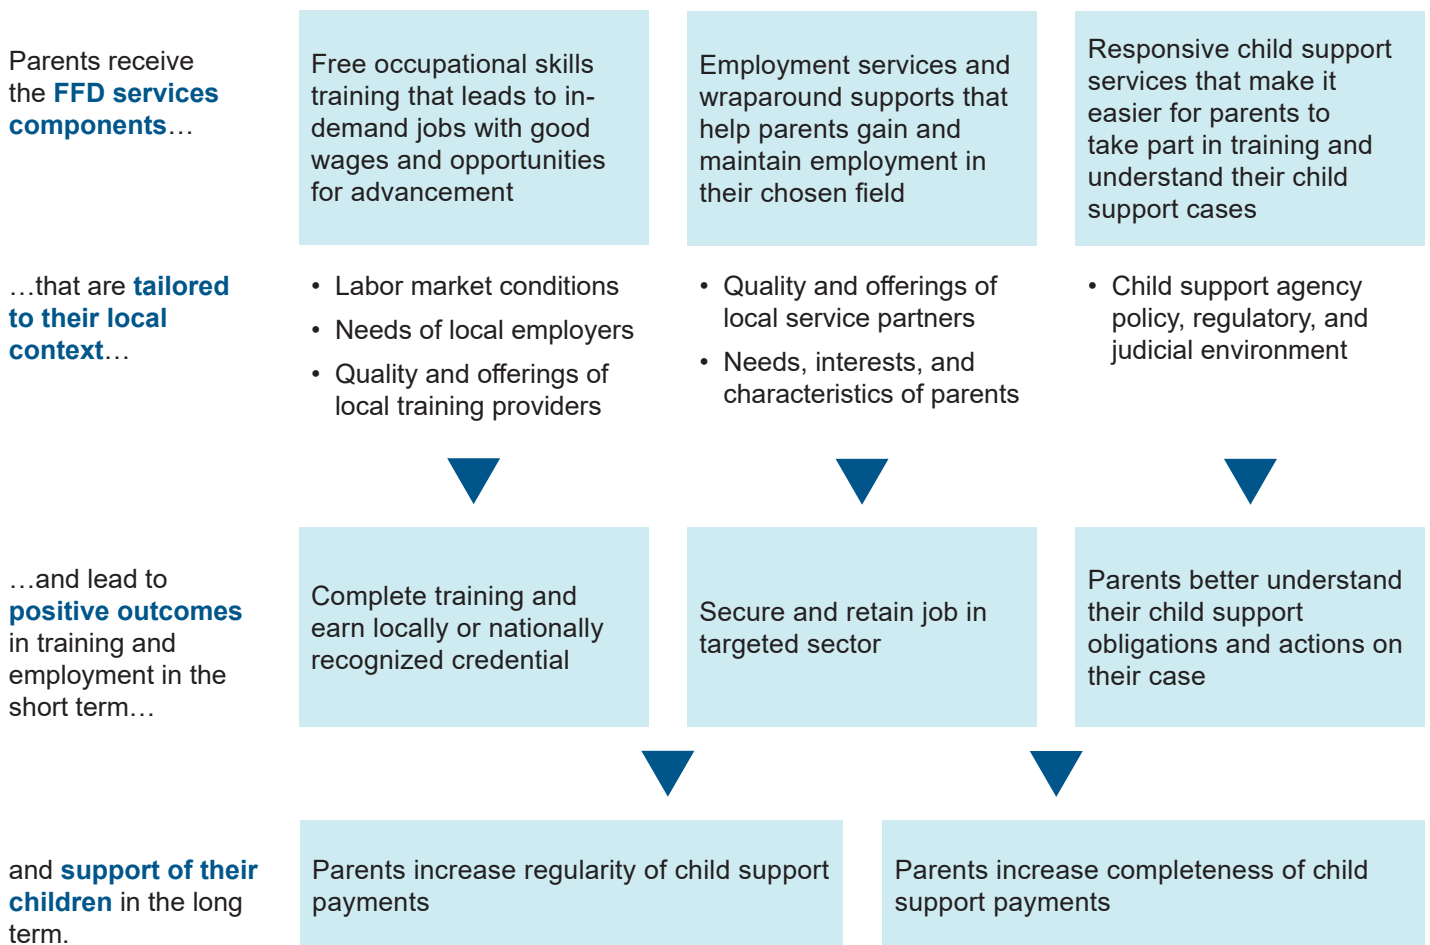 Parents receive
the FFD services
components…
Free occupational skills
training that leads to in-
demand jobs with good
wages and opportunities
for advancement
Employment services and
wraparound supports that
help parents gain and
maintain employment in
their chosen field
Responsive child support
services that make it
easier for parents to
take part in training and
understand their child
support cases
…that are tailored
to their local
context…
• Labor market conditions
• Needs of local employers
• Quality and offerings of
local training providers
• Quality and offerings of
local service partners
• Needs, interests, and
characteristics of parents
• Child support agency
policy, regulatory, and
judicial environment
…and lead to
positive outcomes
in training and
employment in the
short term…
Complete training and
earn locally or nationally
recognized credential
Secure and retain job in
targeted sector
Parents better understand
their child support
obligations and actions on
their case
and support of their
children in the long
term.
Parents increase regularity of child support
payments
Parents increase completeness of child
support payments